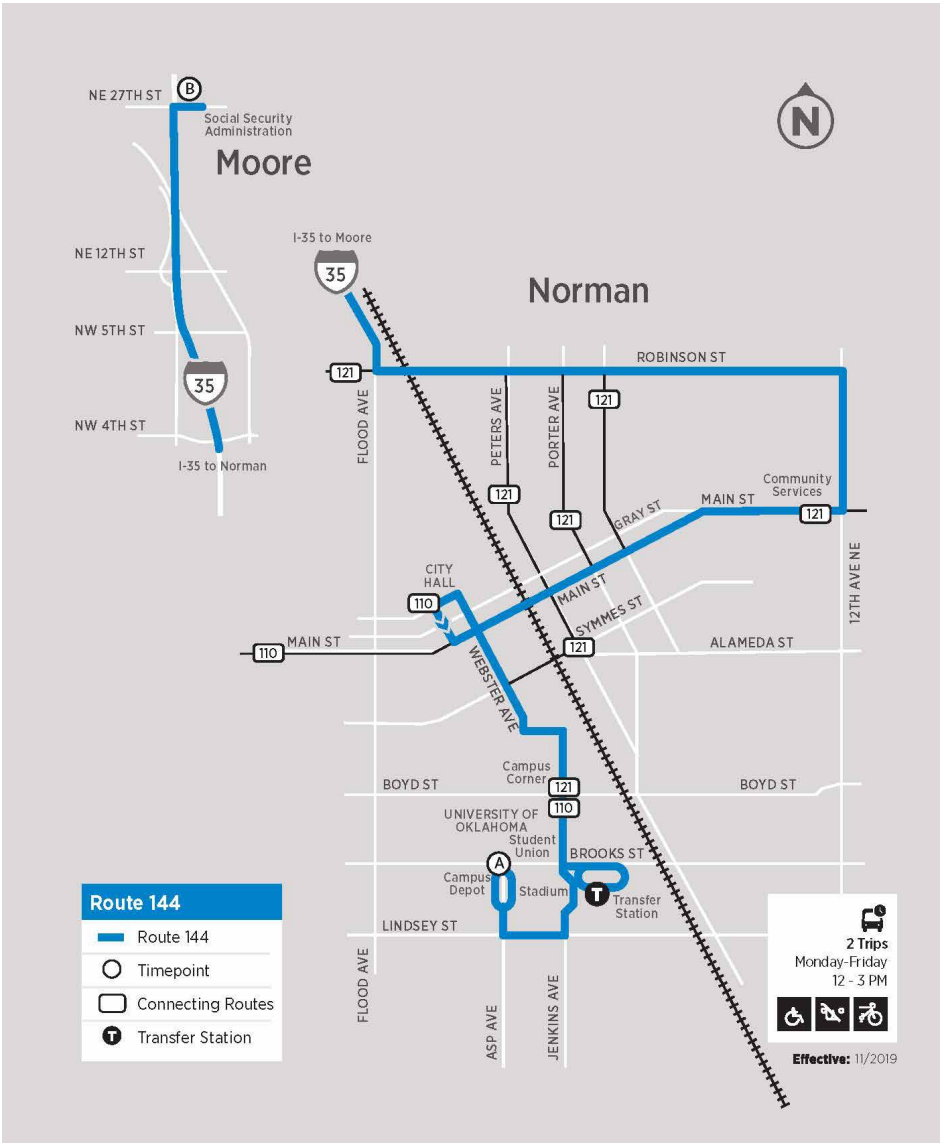 NE 27TH ST
B
Social Security
Administration
Moore
N
NE 12TH ST
I-35 to Moore
35
Norman
NW 5TH ST
35
NW 4TH ST
I-35 to Norman
ROBINSON ST
121
FLOOD AVE
PETERS AVE
PORTER AVE
121
121
121
Community
Services
MAIN ST
121
GRAY ST
CITY
HALL
110
MAIN ST
SYMMES ST
12TH AVE NE
MAIN ST
110
121
ALAMEDA ST
WEBSTER AVE
Campus
Corner
BOYD ST
121
BOYD ST
110
UNIVERSITY OF
OKLAHOMA
Student
Union
BROOKS ST
A
Campus
Depot
Stadium
T
Transfer
Station
LINDSEY ST
FLOOD AVE
ASP AVE
JENKINS AVE
Route 144
Route 144
Timepoint
Connecting Routes
T Transfer Station
2 Trips
Monday-Friday
12 - 3 PM
Effective: 11/2019